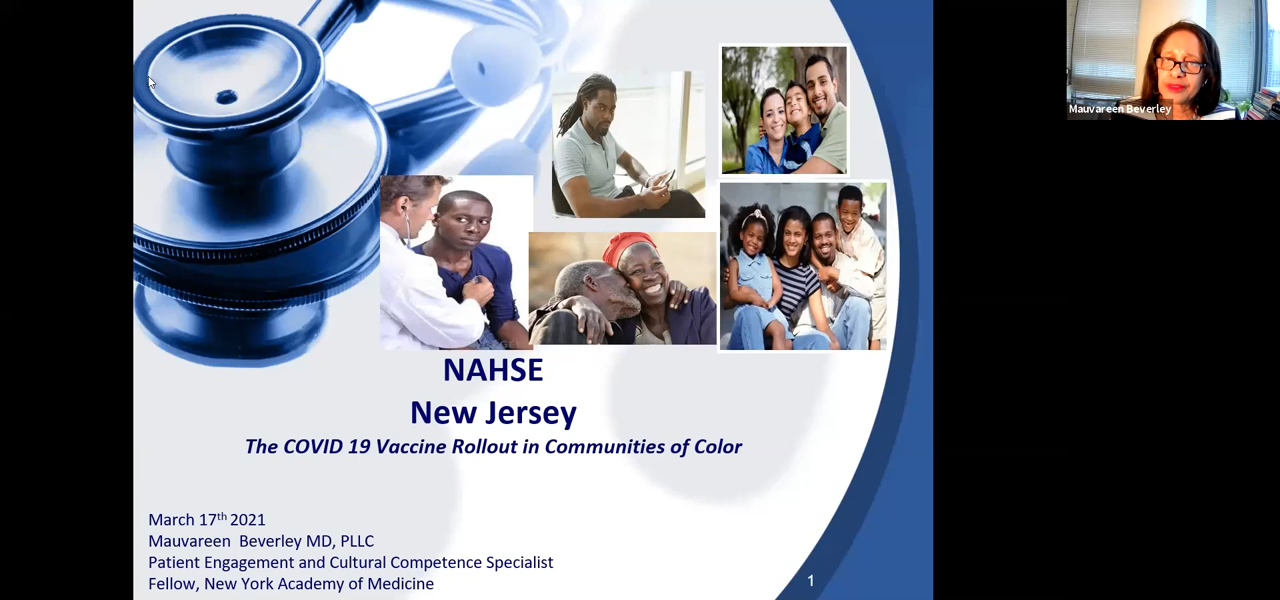 Mauvareen Beverley
NAHSE
New Jersey
The COVID 19 Vaccine Rollout in Communities of Color
March 17th 2021
Mauvareen  Beverley MD, PLLC
Patient Engagement and Cultural Competence Specialist
Fellow, New York Academy of Medicine
1